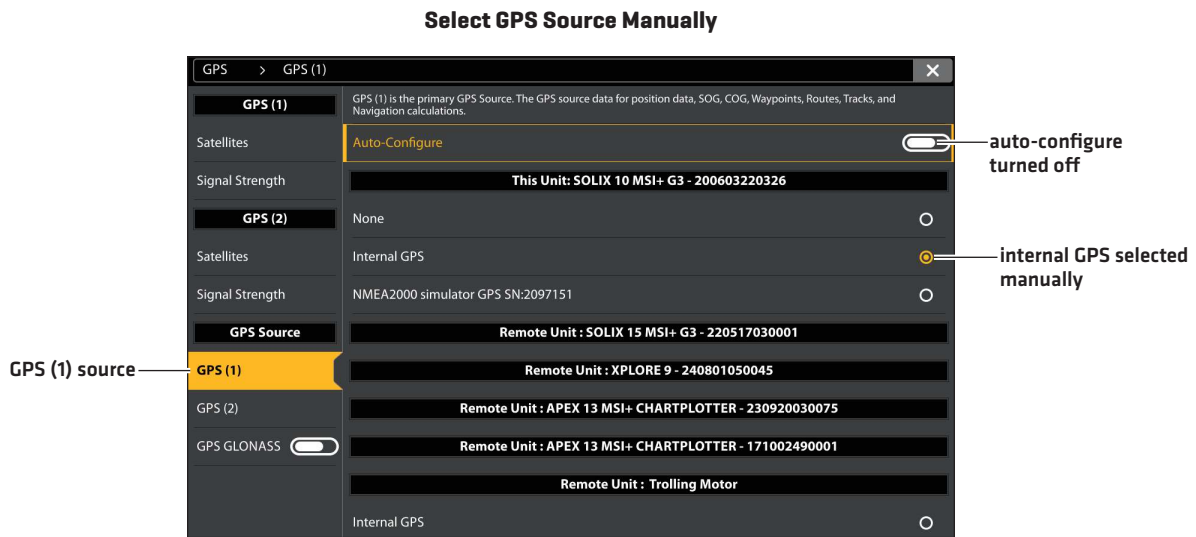 Select GPS Source Manually
GPS > GPS (1)
GPS (1)
Satellites
Signal Strength
GPS (2)
Satellites
Signal Strength
GPS Source
GPS (1)
GPS (2)
GPS GLONASS
GPS (1) is the primary GPS Source. The GPS source data for position data, SOG, COG, Waypoints, Routes, Tracks, and
Navigation calculations.
Auto-Configure
This Unit: SOLIX 10 MSI+ G3 - 200603220326
None
Internal GPS
NMEA2000 simulator GPS SN:2097151
Remote Unit : SOLIX 15 MSI+ G3 - 220517030001
Remote Unit : XPLORE 9 - 240801050045
Remote Unit : APEX 13 MSI+ CHARTPLOTTER - 230920030075
Remote Unit : APEX 13 MSI+ CHARTPLOTTER - 171002490001
Remote Unit : Trolling Motor
Internal GPS
auto-configure
turned off
internal GPS selected
manually
GPS (1) source